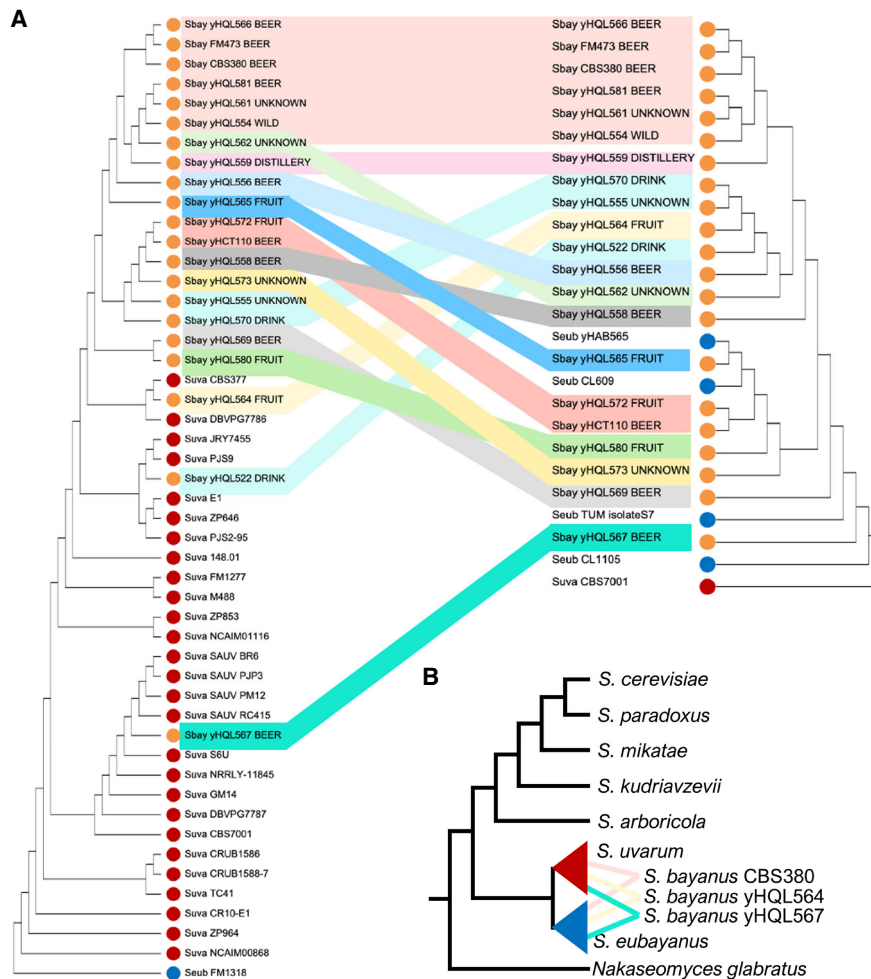 A
Sbay yHQL566 BEER
Sbay FM473 BEER
Sbay CBS380 BEER
Sbay yHQL581 BEER
Sbay yHQL561 UNKNOWN
Sbay yHQL554 WILD
Sbay yHQL562 UNKNOWN
Sbay yHQL559 DISTILLERY
Sbay yHQL556 BEER
Sbay yHQL565 FRUIT
Sbay yHQL572 FRUIT
Sbay yHCT110 BEER
Sbay yHQL558 BEER
Sbay yHQL573 UNKNOWN
Sbay yHQL555 UNKNOWN
Sbay yHQL570 DRINK
Sbay yHQL569 BEER
Sbay yHQL580 FRUIT
Suva CBS377
Sbay yHQL564 FRUIT
Suva DBVPG7786
Suva JRY7455
Suva PJS9
Sbay yHQL522 DRINK
Suva E1
Suva ZP646
Suva PJS2-95
Suva 148.01
Suva FM1277
Suva M488
Suva ZP853
Suva NCAIM01116
Suva SAUV BR6
Suva SAUV PJP3
Suva SAUV PM12
Suva SAUV RC415
Sbay yHQL567 BEER
Suva S6U
Suva NRRLY-11845
Suva GM14
Suva DBVPG7787
Suva CBS7001
Suva CRUB1586
Suva CRUB1588-7
Suva TC41
Suva CR10-E1
Suva ZP964
Suva NCAIM00868
Seub FM1318
Sbay yHQL566 BEER
Sbay FM473 BEER
Sbay CBS380 BEER
Sbay yHQL581 BEER
Sbay yHQL561 UNKNOWN
Sbay yHQL554 WILD
Sbay yHQL559 DISTILLERY
Sbay yHQL570 DRINK
Sbay yHQL555 UNKNOWN
Sbay yHQL564 FRUIT
Sbay yHQL522 DRINK
Sbay yHQL556 BEER
Sbay yHQL562 UNKNOWN
Sbay yHQL558 BEER
Seub yHAB565
Sbay yHQL565 FRUIT
Seub CL609
Sbay yHQL572 FRUIT
Sbay yHCT110 BEER
Sbay yHQL580 FRUIT
Sbay yHQL573 UNKNOWN
Sbay yHQL569 BEER
Seub TUM isolateS7
Sbay yHQL567 BEER
Seub CL1105
Suva CBS7001
B
S. cerevisiae
S. paradoxus
S. mikatae
S. kudriavzevii
S. arboricola
S. uvarum
S. bayanus CBS380
S. bayanus yHQL564
S. bayanus yHQL567
S. eubayanus
Nakaseomyces glabratus